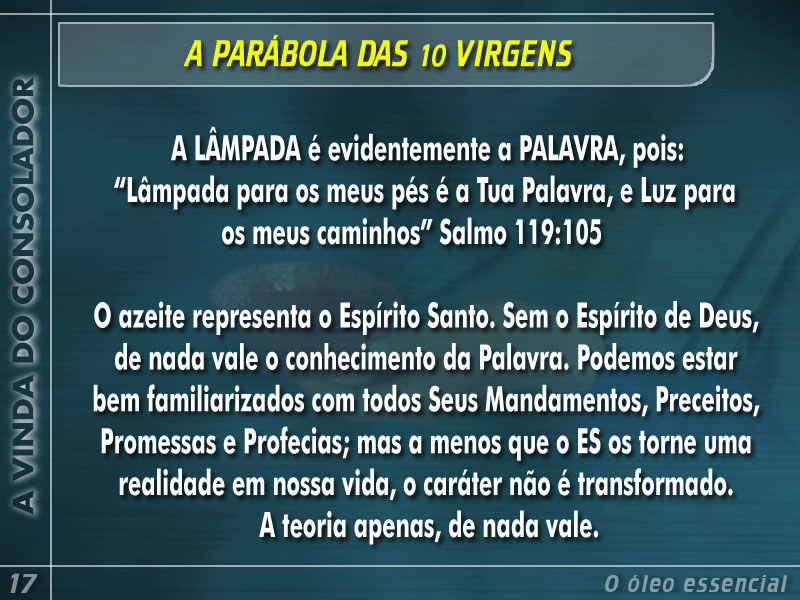 A PARÁBOLA DAS 10 VIRGENS
A VINDA DO CONSOLADOR
A LÂMPADA é evidentemente a PALAVRA, pois:
“Lâmpada para os meus pés é a Tua Palavra, e Luz para
os meus caminhos” Salmo 119:105
O azeite representa o Espírito Santo. Sem o Espírito de Deus,
de nada vale o conhecimento da Palavra. Podemos estar
bem familiarizados com todos Seus Mandamentos, Preceitos,
Promessas e Profecias; mas a menos que o ES os torne uma
realidade em nossa vida, o caráter não é transformado.
A teoria apenas, de nada vale.
17
O óleo essencial